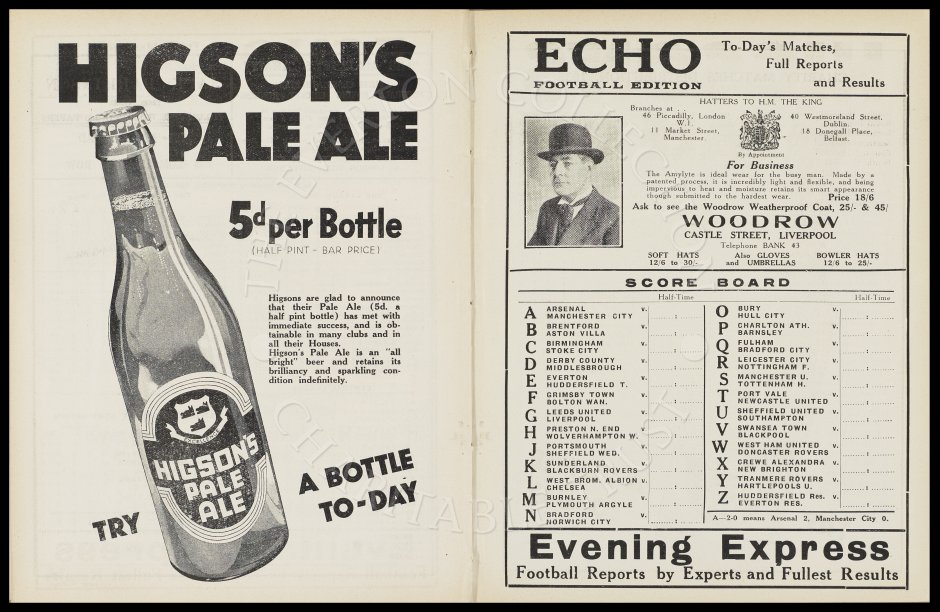 HIGSON'S
PALE ALE
5d per Bottle
(HALF PINT - BAR PRICE)
Higsons are glad to announce
that their Pale Ale (5d. a
half pint bottle) has met with
immediate success, and is ob-
tainable in many clubs and in
all their Houses.
Higson's Pale Ale is an "all
bright" beer and retains its
brilliancy and sparkling con-
dition indefinitely.
HIGSON'S
PALE
ALE
TRY
A BOTTLE
TO-DAY
ECHO
FOOTBALL EDITION
To-Day's Matches,
Full Reports
and Results
HATTERS TO H.M. THE KING
Branches at . .
46 Piccadilly, London
W.1.
11 Market Street,
Manchester.
40 Westmoreland Street,
Dublin.
18 Donegall Place,
Belfast.
By Appointment
For Business
The Amylyte is ideal wear for the busy man. Made by a
patented process, it is incredibly light and flexible, and being
impervious to heat and moisture retains its smart appearance
though submitted to the hardest wear. Price 18/6
Ask to see the Woodrow Weatherproof Coat, 25/- & 45/
WOODROW
CASTLE STREET, LIVERPOOL
Telephone BANK 43
SOFT HATS
12/6 to 30/-
Also GLOVES
and UMBRELLAS
BOWLER HATS
12/6 to 25/-
SCORE BOARD
Half-Time
A ARSENAL v.
MANCHESTER CITY
B BRENTFORD v.
ASTON VILLA
C BIRMINGHAM v.
STOKE CITY
D DERBY COUNTY v.
MIDDLESBROUGH
E EVERTON v.
HUDDERSFIELD T.
F GRIMSBY TOWN v.
BOLTON WAN.
G LEEDS UNITED v.
LIVERPOOL
H PRESTON N. END v.
WOLVERHAMPTON W.
J PORTSMOUTH v.
SHEFFIELD WED.
K SUNDERLAND v.
BLACKBURN ROVERS
L WEST BROM. ALBION v.
CHELSEA
M BURNLEY v.
PLYMOUTH ARGYLE
N BRADFORD v.
NORWICH CITY
Half-Time
O BURY v.
HULL CITY
P CHARLTON ATH. v.
BARNSLEY
Q FULHAM v.
BRADFORD CITY
R LEICESTER CITY v.
NOTTINGHAM F.
S MANCHESTER U. v.
TOTTENHAM H.
T PORT VALE v.
NEWCASTLE UNITED
U SHEFFIELD UNITED v.
SOUTHAMPTON
V SWANSEA TOWN v.
BLACKPOOL
W WEST HAM UNITED v.
DONCASTER ROVERS
X CREWE ALEXANDRA v.
NEW BRIGHTON
Y TRANMERE ROVERS v.
HARTLEPOOLS U.
Z HUDDERSFIELD Res. v.
EVERTON RES.
A—2-0 means Arsenal 2, Manchester City 0.
Evening Express
Football Reports by Experts and Fullest Results